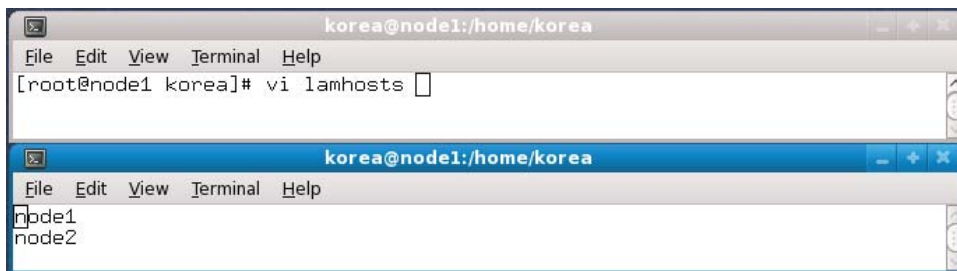 korea@node1:/home/korea
File Edit View Terminal Help
[root@node1 korea]# vi lamhosts
korea@node1:/home/korea
File Edit View Terminal Help
node1
node2